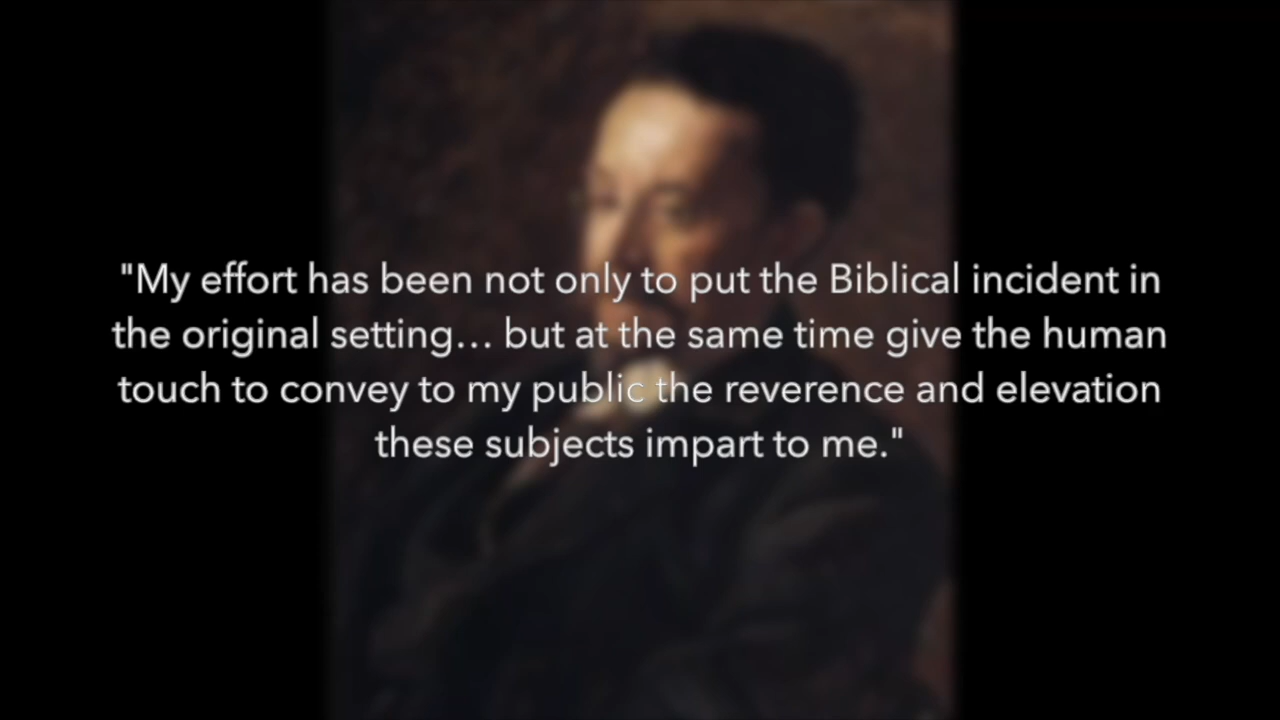 "My effort has been not only to put the Biblical incident in
the original setting... but at the same time give the human
touch to convey to my public the reverence and elevation
these subjects impart to me."